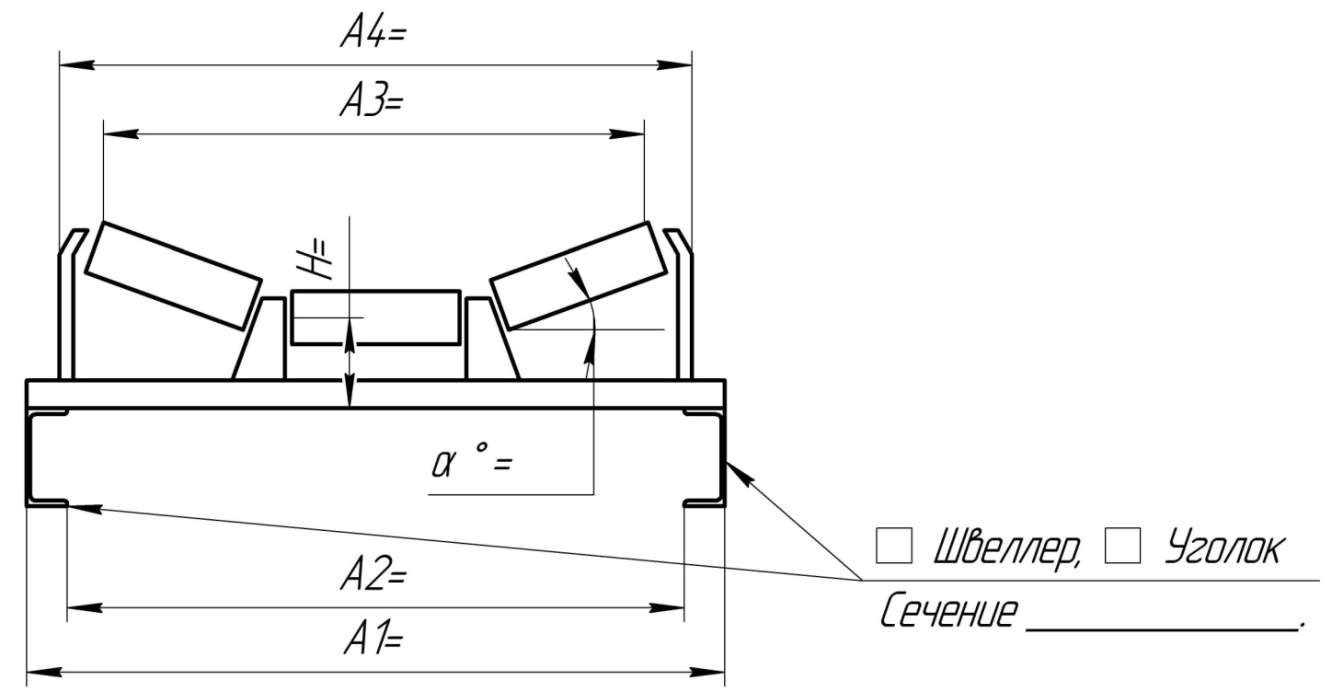 A4=
A3=
H=
α°=
□ Швеллер, □ Уголок
A2=
Сечение ______________.
A1=